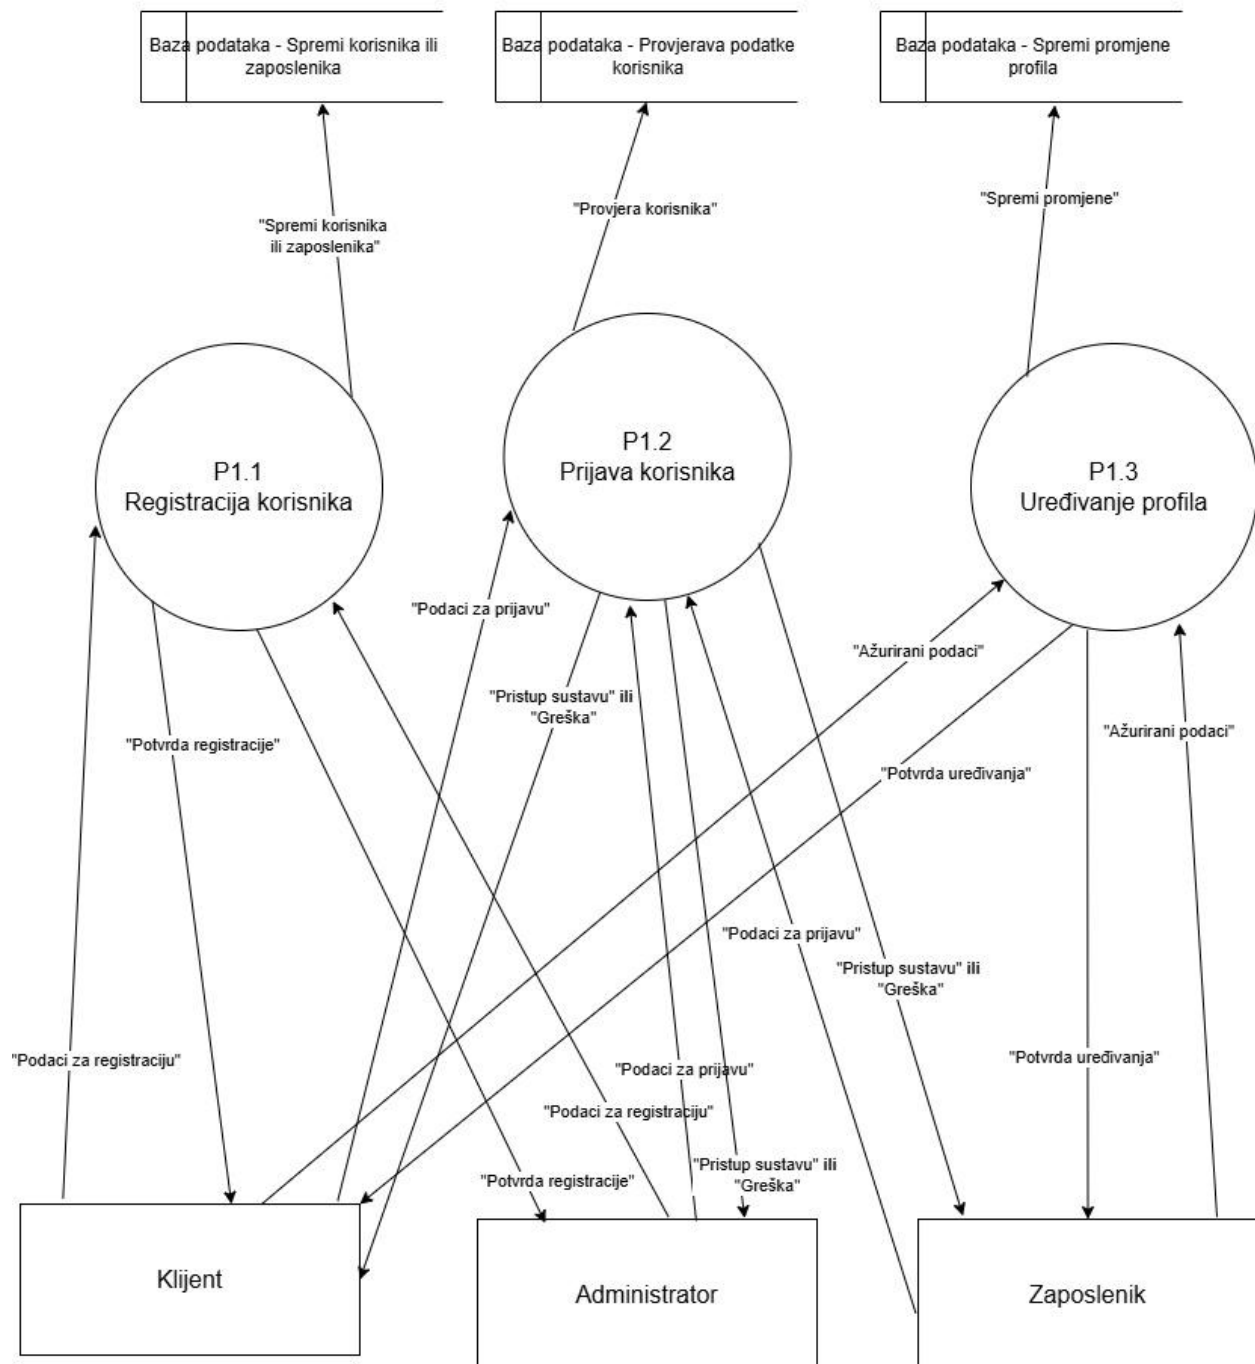 Baza podataka - Spremi korisnika ili
zaposlenika
Baza podataka - Provjerava podatke
korisnika
Baza podataka - Spremi promjene
profila
"Spremi korisnika
ili zaposlenika"
"Provjera korisnika"
"Spremi promjene"
P1.1
Registracija korisnika
P1.2
Prijava korisnika
P1.3
Uređivanje profila
"Podaci za prijavu"
"Ažurirani podaci"
"Pristup sustavu" ili
"Greška"
"Potvrda registracije"
"Ažurirani podaci"
"Potvrda uređivanja"
"Podaci za prijavu"
"Pristup sustavu" ili
"Greška"
"Podaci za registraciju"
"Podaci za prijavu"
"Potvrda uređivanja"
"Podaci za registraciju"
"Potvrda registracije"
"Pristup sustavu" ili
"Greška"
Klijent
Administrator
Zaposlenik